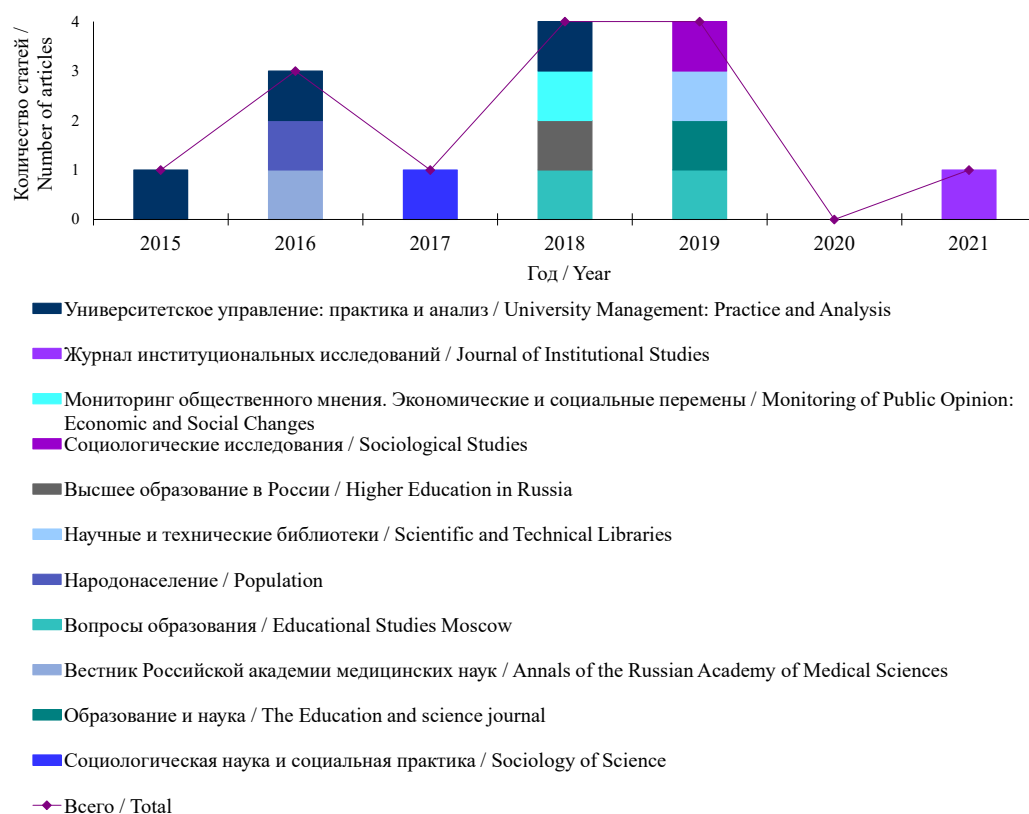 Количество статей /
Number of articles
4
3
2
1
0
2015 2016 2017 2018 2019 2020 2021
Год / Year
Университетское управление: практика и анализ / University Management: Practice and Analysis
Журнал институциональных исследований / Journal of Institutional Studies
Мониторинг общественного мнения. Экономические и социальные перемены / Monitoring of Public Opinion:
Economic and Social Changes
Социологические исследования / Sociological Studies
Высшее образование в России / Higher Education in Russia
Научные и технические библиотеки / Scientific and Technical Libraries
Народонаселение / Population
Вопросы образования / Educational Studies Moscow
Вестник Российской академии медицинских наук / Annals of the Russian Academy of Medical Sciences
Образование и наука / The Education and science journal
Социологическая наука и социальная практика / Sociology of Science
Всего / Total